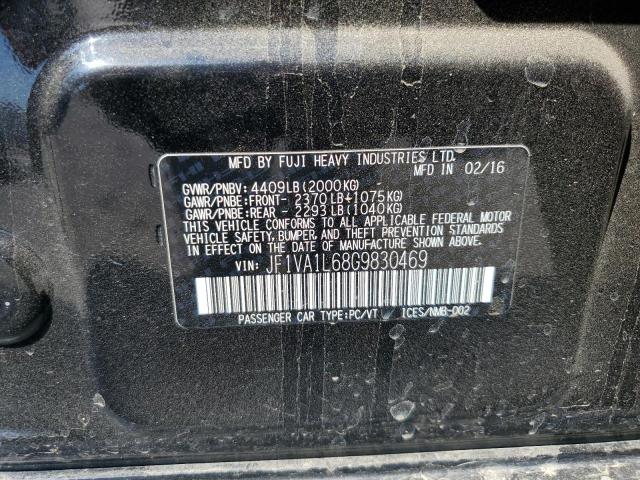 MFD BY FUJI HEAVY INDUSTRIES LTD.
MFD IN 02/16
GVWR/PNBV: 4409LB(2000KG)
GAWR/PNBE:FRONT- 2370LB(1075KG)
GAWR/PNBE:REAR - 2293LB(1040KG)
THIS VEHICLE CONFORMS TO ALL APPLICABLE FEDERAL MOTOR
VEHICLE SAFETY, BUMPER, AND THEFT PREVENTION STANDARDS
IN EFFECT ON THE DATE OF MANUFACTURE SHOWN ABOVE.
VIN: JF1VA1L68G9830469
PASSENGER CAR TYPE:PC/VT ICES/NMB-002